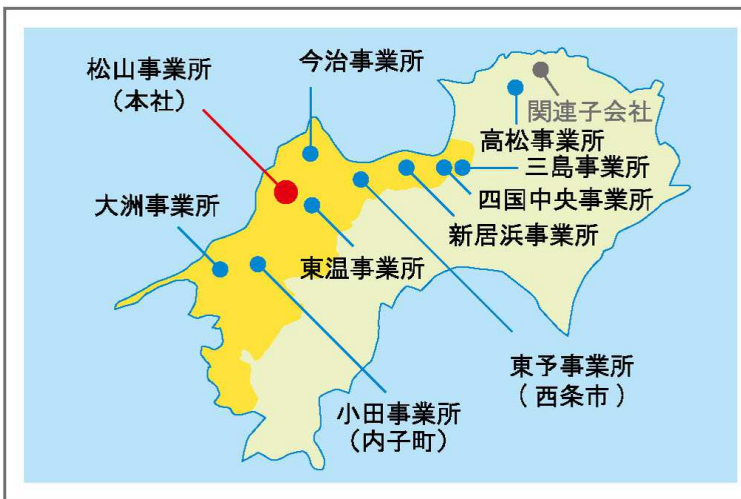 今治事業所
松山事業所
（本社）
関連子会社
高松事業所
三島事業所
四国中央事業所
新居浜事業所
大洲事業所
東温事業所
東予事業所
（西条市）
小田事業所
（内子町）